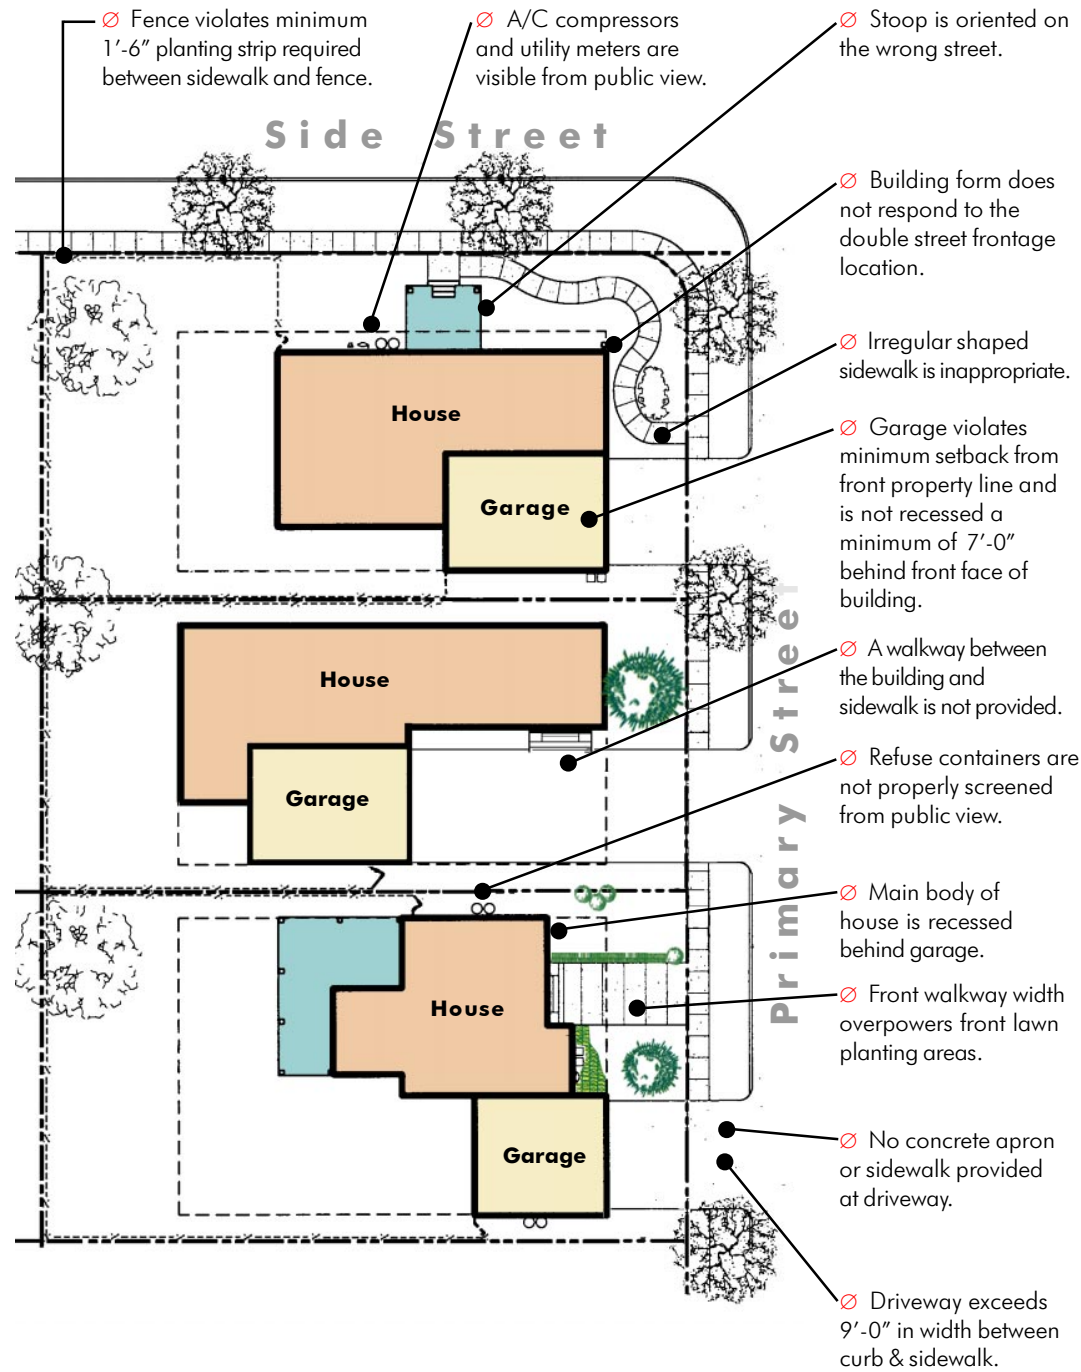 ∅ Fence violates minimum
1’-6” planting strip required
between sidewalk and fence.
∅ A/C compressors
and utility meters are
visible from public view.
∅ Stoop is oriented on
the wrong street.
Side Street
∅ Building form does
not respond to the
double street frontage
location.
∅ Irregular shaped
sidewalk is inappropriate.
House
Garage
∅ Garage violates
minimum setback from
front property line and
is not recessed a
minimum of 7’-0”
behind front face of
building.
Primary Street
House
Garage
∅ A walkway between
the building and
sidewalk is not provided.
∅ Refuse containers are
not properly screened
from public view.
∅ Main body of
house is recessed
behind garage.
House
∅ Front walkway width
overpowers front lawn
planting areas.
Garage
∅ No concrete apron
or sidewalk provided
at driveway.
∅ Driveway exceeds
9’-0” in width between
curb & sidewalk.